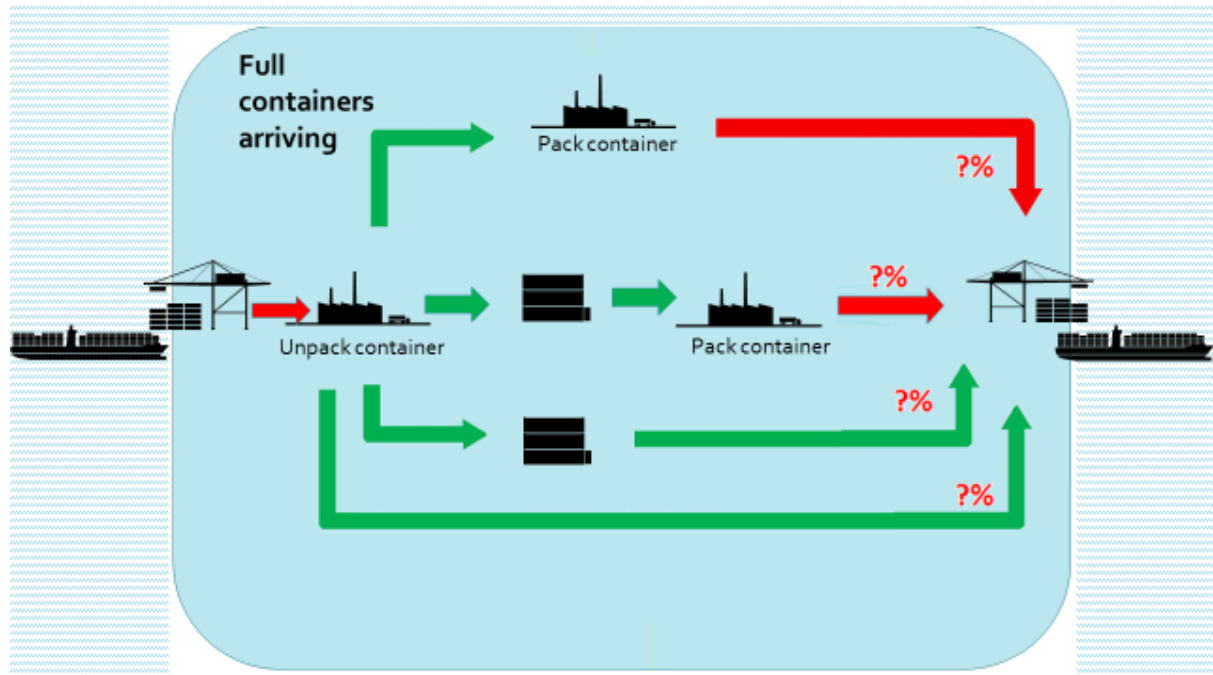 Full
containers
arriving
Pack container
?%
?%
Unpack container
Pack container
?%
?%